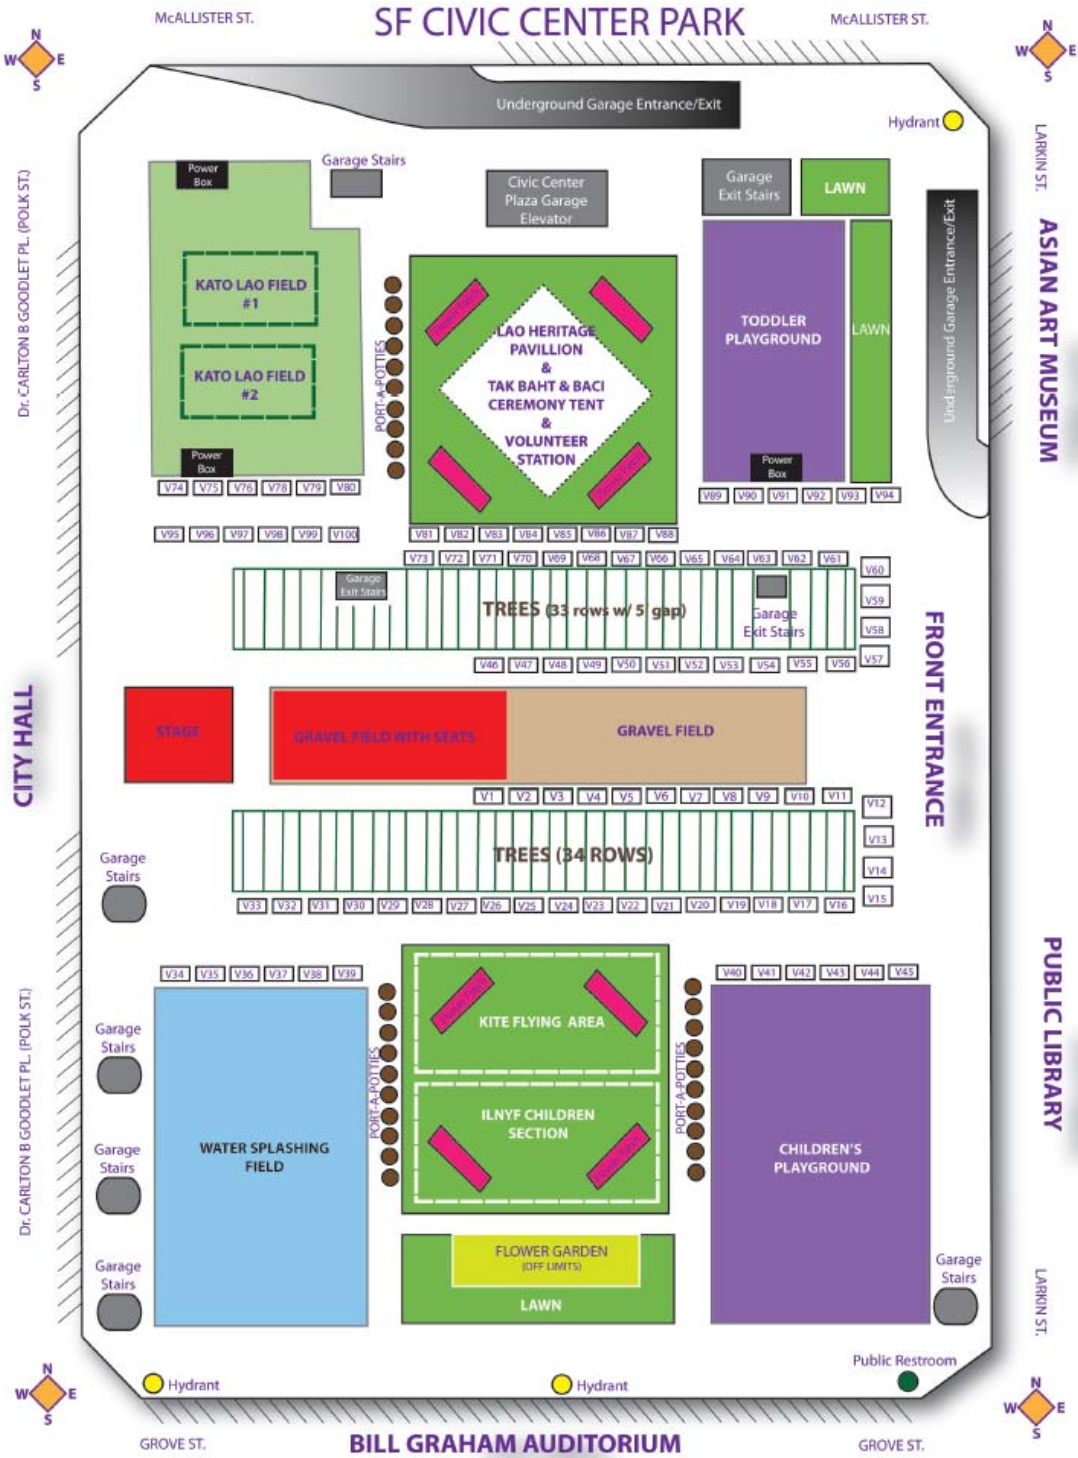 McALLISTER ST.
SF CIVIC CENTER PARK
McALLISTER ST.
N
W E
S
N
W E
S
Underground Garage Entrance/Exit
Hydrant
LARKIN ST.
Dr. CARLTON B GOODLET PL. (POLK ST.)
Power
Box
Garage Stairs
Civic Center
Plaza Garage
Elevator
Garage
Exit Stairs
LAWN
Underground Garage Entrance/Exit
ASIAN ART MUSEUM
KATO LAO FIELD
#1
KATO LAO FIELD
#2
Power
Box
PORT-A-POTTIES
LAO HERITAGE
PAVILLION
&
TAK BAHT & BACI
CEREMONY TENT
&
VOLUNTEER
STATION
TODDLER
PLAYGROUND
LAWN
Power
Box
V74 V75 V76 V78 V79 V80
V89 V90 V91 V92 V93 V94
V95 V96 V97 V98 V99 V100
V81 V82 V83 V84 V85 V86 V87 V88
V73 V72 V71 V70 V69 V68 V67 V66 V65 V64 V63 V62 V61
V60
V59
V58
V57
Garage
Exit Stairs
TREES (33 rows w/ 5' gap)
Garage
Exit Stairs
V46 V47 V48 V49 V50 V51 V52 V53 V54 V55 V56
CITY HALL
STAGE
GRAVEL FIELD WITH SEATS
GRAVEL FIELD
FRONT ENTRANCE
V1 V2 V3 V4 V5 V6 V7 V8 V9 V10 V11
V12
V13
V14
V15
TREES (34 ROWS)
Garage
Stairs
V33 V32 V31 V30 V29 V28 V27 V26 V25 V24 V23 V22 V21 V20 V19 V18 V17 V16
V34 V35 V36 V37 V38 V39
V40 V41 V42 V43 V44 V45
PUBLIC LIBRARY
Dr. CARLTON B GOODLET PL. (POLK ST.)
Garage
Stairs
Garage
Stairs
Garage
Stairs
WATER SPLASHING
FIELD
PORT-A-POTTIES
KITE FLYING AREA
ILNYF CHILDREN
SECTION
PORT-A-POTTIES
CHILDREN'S
PLAYGROUND
FLOWER GARDEN
(OFF LIMITS)
LAWN
Garage
Stairs
LARKIN ST.
Public Restroom
Hydrant
Hydrant
N
W E
S
N
W E
S
GROVE ST.
BILL GRAHAM AUDITORIUM
GROVE ST.